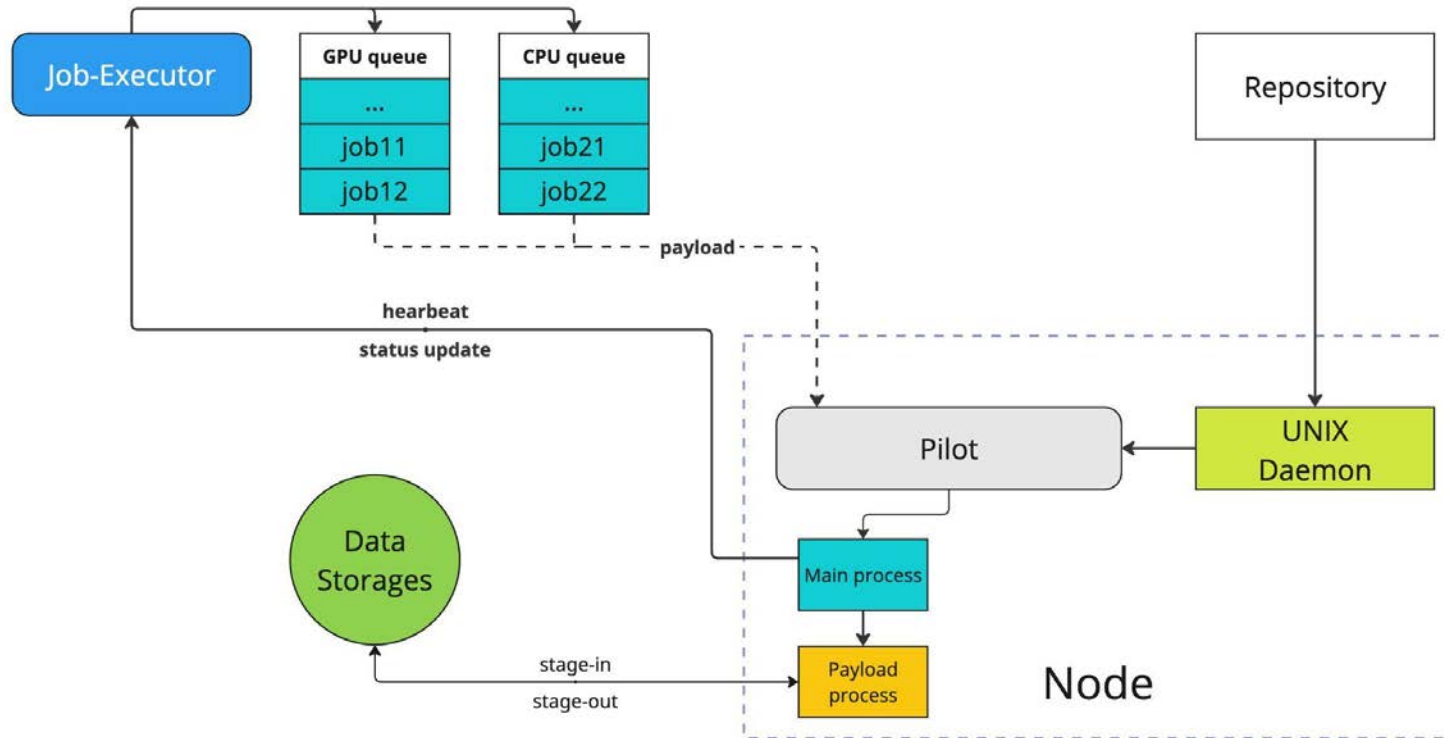 Job-Executor
GPU queue
...
job11
job12
CPU queue
...
job21
job22
Repository
payload
hearbeat
status update
Pilot
UNIX
Daemon
Data
Storages
Main process
stage-in
stage-out
Payload
process
Node